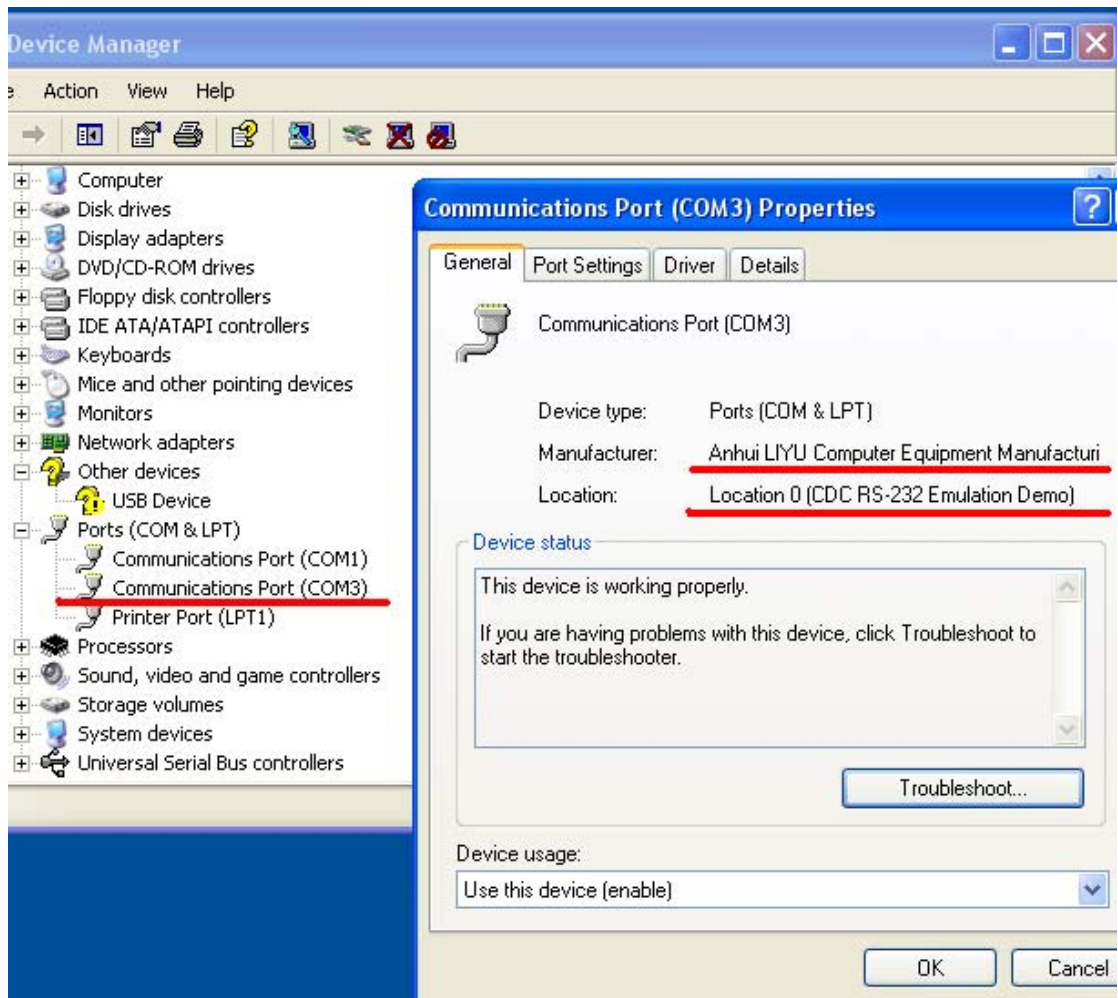 Device Manager
Action View Help
Computer
Disk drives
Display adapters
DVD/CD-ROM drives
Floppy disk controllers
IDE ATA/ATAPI controllers
Keyboards
Mice and other pointing devices
Monitors
Network adapters
Other devices
USB Device
Ports (COM & LPT)
Communications Port (COM1)
Communications Port (COM3)
Printer Port (LPT1)
Processors
Sound, video and game controllers
Storage volumes
System devices
Universal Serial Bus controllers
Communications Port (COM3) Properties
General Port Settings Driver Details
Communications Port (COM3)
Device type: Ports (COM & LPT)
Manufacturer: Anhui LIYU Computer Equipment Manufacturi
Location: Location 0 (CDC RS-232 Emulation Demo)
Device status
This device is working properly.
If you are having problems with this device, click Troubleshoot to
start the troubleshooter.
Troubleshoot...
Device usage:
Use this device (enable)
OK Cancel